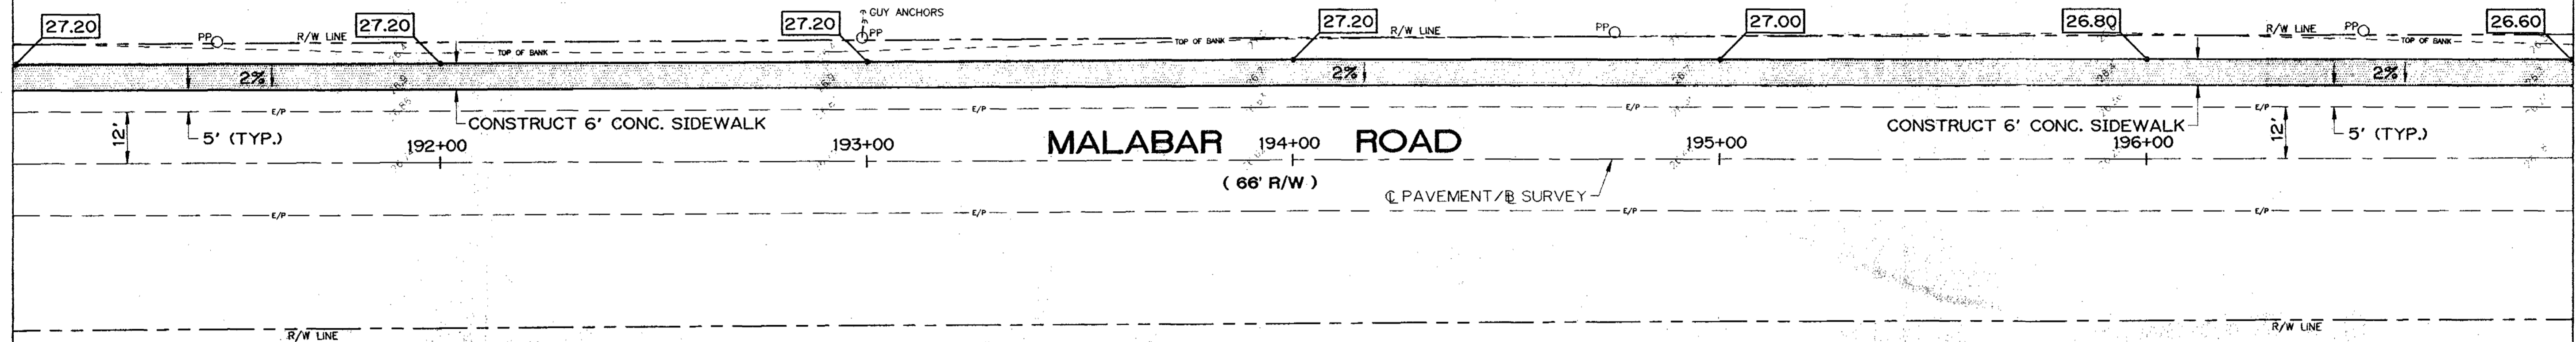 GUY ANCHORS
27.20
27.20
27.20
27.20
27.00
26.80
26.60
PP
R/W LINE
PP
R/W LINE
PP
R/W LINE
PP
TOP OF BANK
TOP OF BANK
TOP OF BANK
2%
2%
2%
E/P
E/P
E/P
E/P
12'
5' (TYP.)
CONSTRUCT 6' CONC. SIDEWALK
CONSTRUCT 6' CONC. SIDEWALK
12'
5' (TYP.)
192+00
193+00
MALABAR
194+00
ROAD
195+00
196+00
( 66' R/W )
℄ PAVEMENT/BL SURVEY
E/P
E/P
E/P
E/P
R/W LINE
R/W LINE